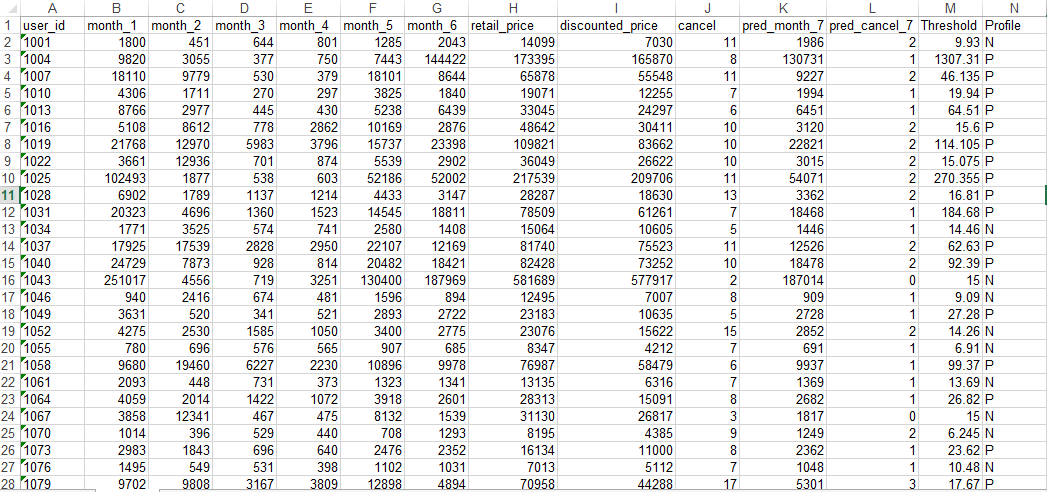 A B C D E F G H I J K L M N
1 user_id month_1 month_2 month_3 month_4 month_5 month_6 retail_price discounted_price cancel pred_month_7 pred_cancel_7 Threshold Profile
2 1001 1800 451 644 801 1285 2043 14099 7030 11 1986 2 9.93 N
3 1004 9820 3055 377 750 7443 144422 173395 165870 8 130731 1 1307.31 P
4 1007 18110 9779 530 379 18101 8644 65878 55548 11 9227 2 46.135 P
5 1010 4306 1711 270 297 3825 1840 19071 12255 7 1994 1 19.94 P
6 1013 8766 2977 445 430 5238 6439 33045 24297 6 6451 1 64.51 P
7 1016 5108 8612 778 2862 10169 2876 48642 30411 10 3120 2 15.6 P
8 1019 21768 12970 5983 3796 15737 23398 109821 83662 10 22821 2 114.105 P
9 1022 3661 12936 701 874 5539 2902 36049 26622 10 3015 2 15.075 P
10 1025 102493 1877 538 603 52186 52002 217539 209706 11 54071 2 270.355 P
11 1028 6902 1789 1137 1214 4433 3147 28287 18630 13 3362 2 16.81 P
12 1031 20323 4696 1360 1523 14545 18811 78509 61261 7 18468 1 184.68 P
13 1034 1771 3525 574 741 2580 1408 15064 10605 5 1446 1 14.46 N
14 1037 17925 17539 2828 2950 22107 12169 81740 75523 11 12526 2 62.63 P
15 1040 24729 7873 928 814 20482 18421 82428 73252 10 18478 2 92.39 P
16 1043 251017 4556 719 3251 130400 187969 581689 577917 2 187014 0 15 N
17 1046 940 2416 674 481 1596 894 12495 7007 8 909 1 9.09 N
18 1049 3631 520 341 521 2893 2722 23183 10635 5 2728 1 27.28 P
19 1052 4275 2530 1585 1050 3400 2775 23076 15622 15 2852 2 14.26 N
20 1055 780 696 576 565 907 685 8347 4212 7 691 1 6.91 N
21 1058 9680 19460 6227 2230 10896 9978 76987 58479 6 9937 1 99.37 P
22 1061 2093 448 731 373 1323 1341 13135 6316 7 1369 1 13.69 N
23 1064 4059 2014 1422 1072 3918 2601 28313 15091 8 2682 1 26.82 P
24 1067 3858 12341 467 475 8132 1539 31130 26817 3 1817 0 15 N
25 1070 1014 396 529 440 708 1293 8195 4385 9 1249 2 6.245 N
26 1073 2983 1843 696 640 2476 2352 16134 11000 8 2362 1 23.62 P
27 1076 1495 549 531 398 1102 1031 7013 5112 7 1048 1 10.48 N
28 1079 9702 9808 3167 3809 12898 4894 70958 44288 17 5301 3 17.67 P